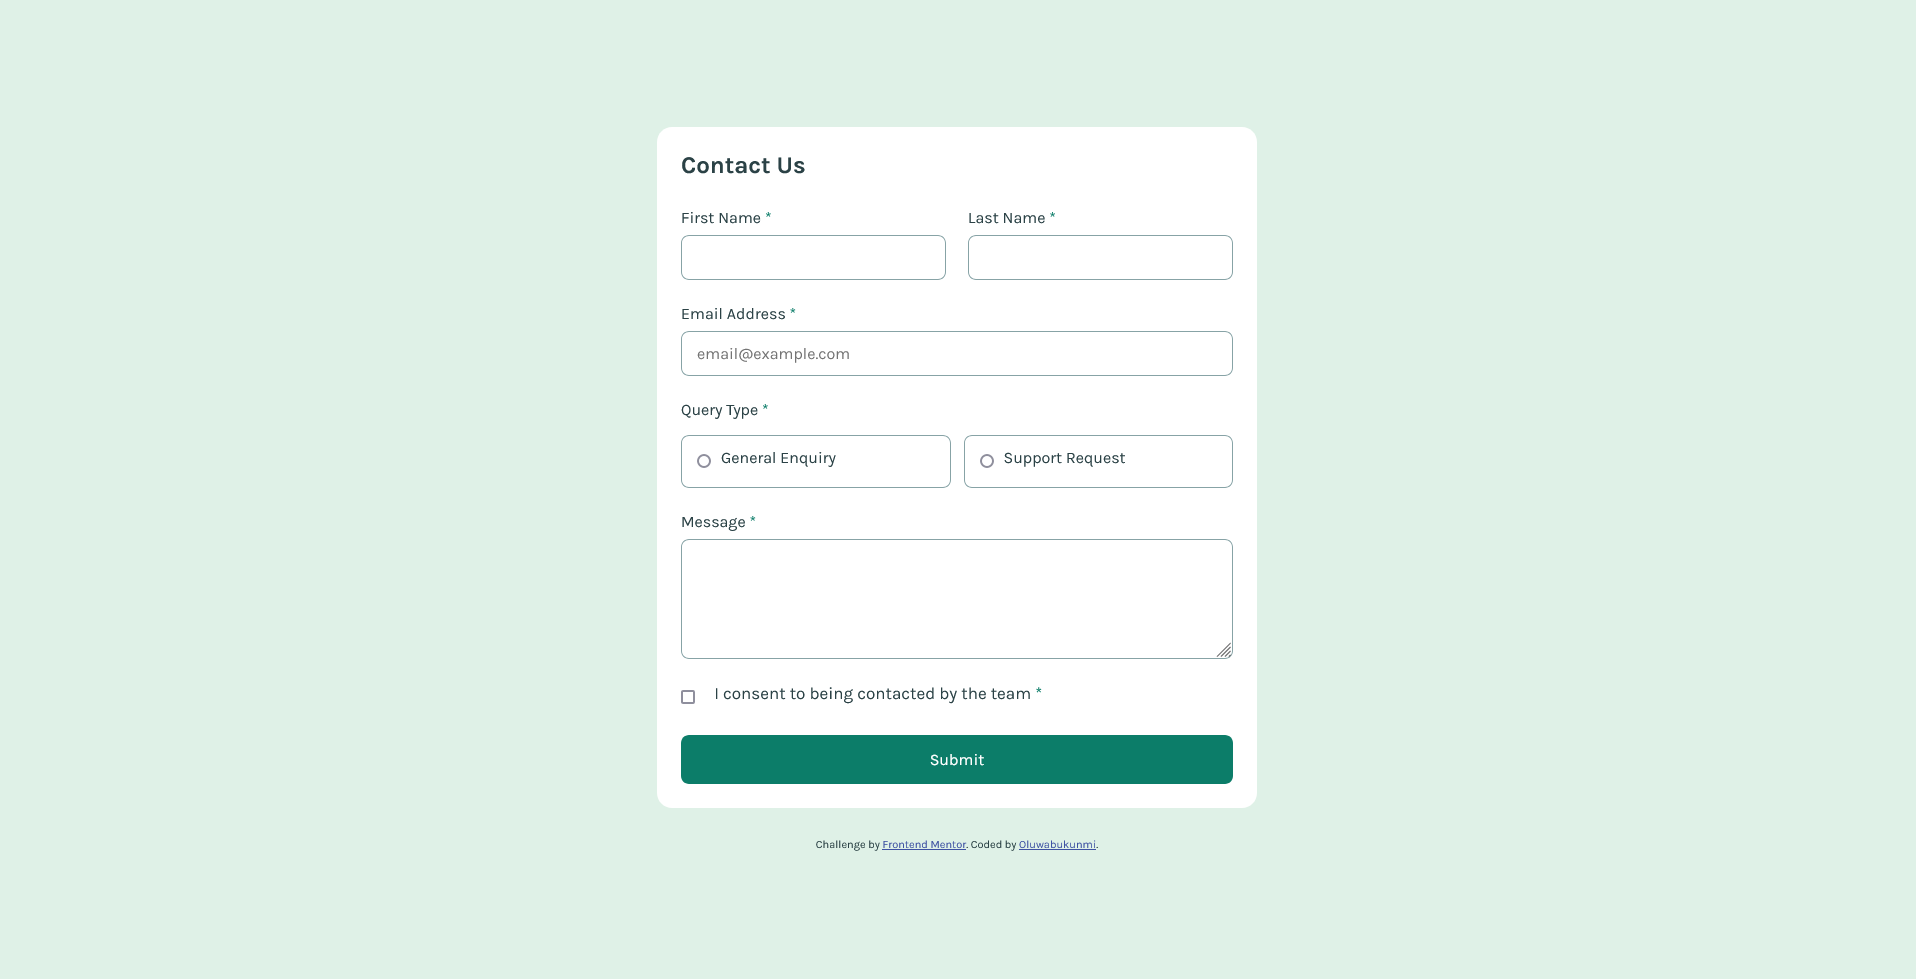 Contact Us
First Name * Last Name *
Email Address *
email@example.com
Query Type *
General Enquiry Support Request
Message *
I consent to being contacted by the team *
Submit
Challenge by Frontend Mentor. Coded by Oluwabukunmi.